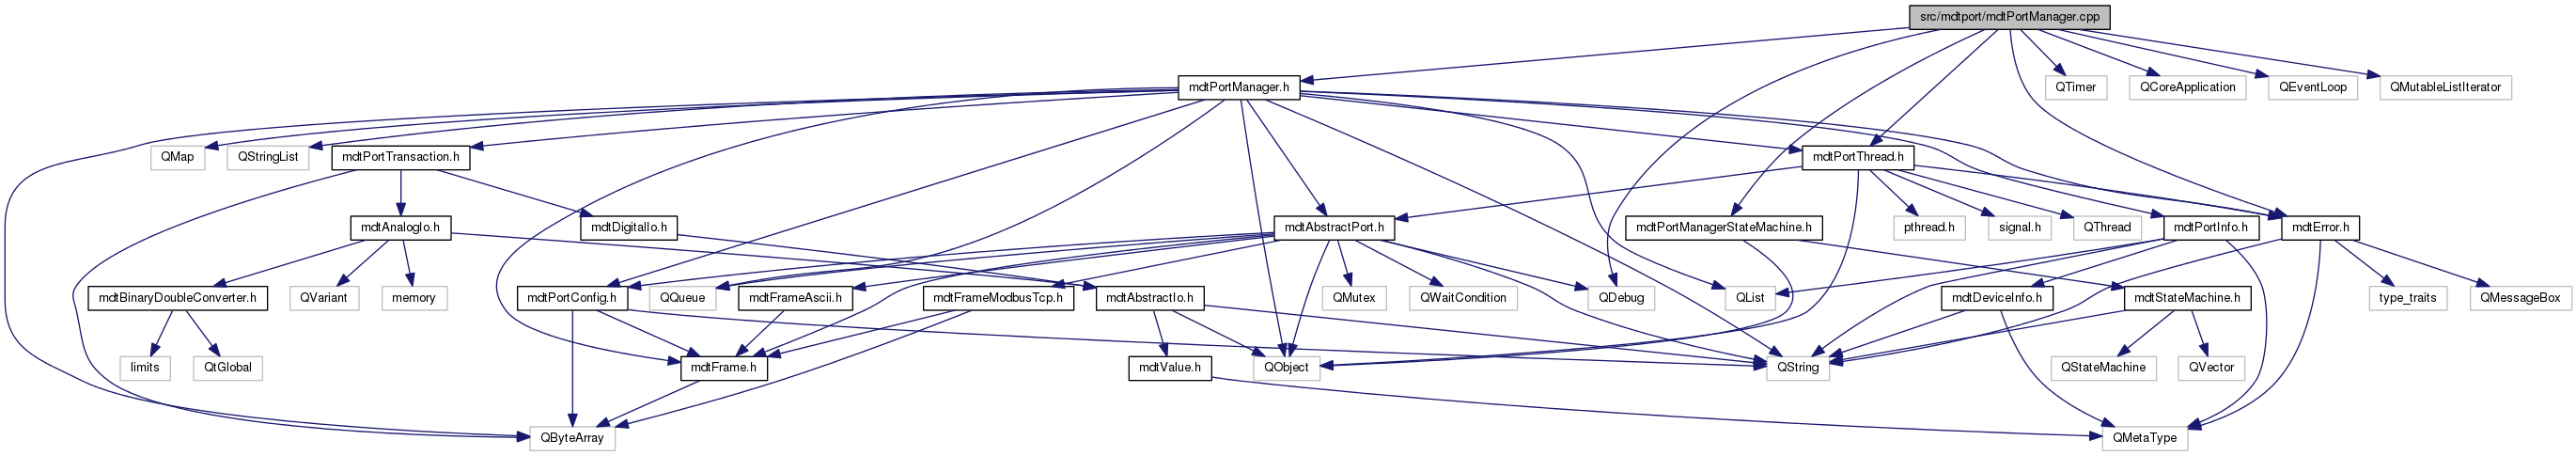 src/mdtport/mdtPortManager.cpp
mdtPortManager.h
QTimer
QCoreApplication
QEventLoop
QMutableListIterator
QMap
QStringList
mdtPortTransaction.h
mdtPortThread.h
mdtAnalogIo.h
mdtDigitalIo.h
mdtAbstractPort.h
mdtPortManagerStateMachine.h
pthread.h
signal.h
QThread
mdtPortInfo.h
mdtError.h
mdtBinaryDoubleConverter.h
QVariant
memory
mdtPortConfig.h
QQueue
mdtFrameAscii.h
mdtFrameModbusTcp.h
mdtAbstractIo.h
QMutex
QWaitCondition
QDebug
QList
mdtDeviceInfo.h
mdtStateMachine.h
type_traits
QMessageBox
limits
QtGlobal
mdtFrame.h
mdtValue.h
QObject
QString
QStateMachine
QVector
QByteArray
QMetaType